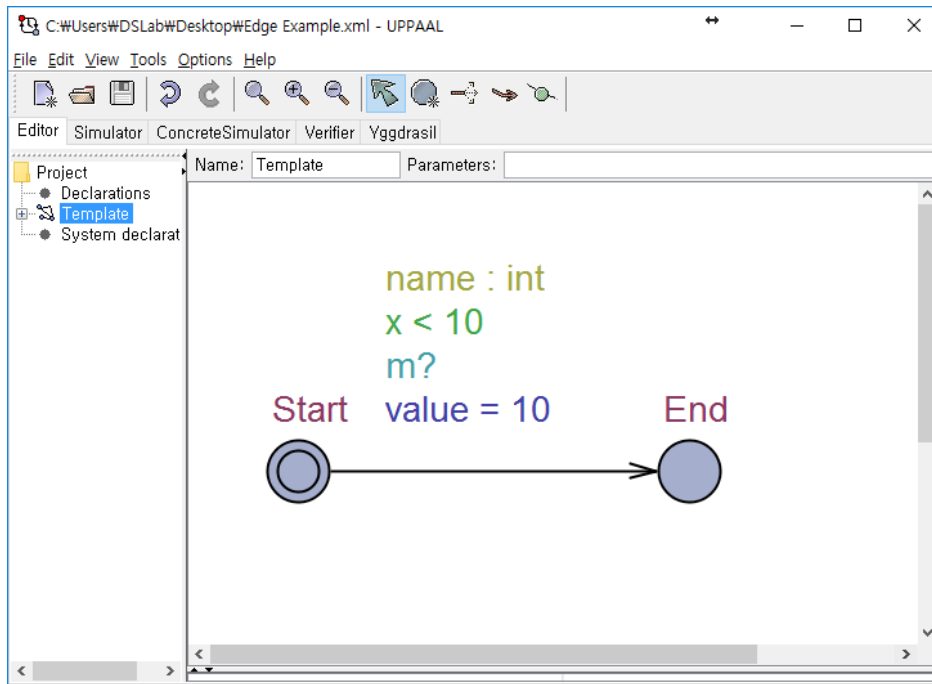 C:₩Users₩DSLab₩Desktop₩Edge Example.xml - UPPAAL
File Edit View Tools Options Help
Editor Simulator ConcreteSimulator Verifier Yggdrasil
Project
Declarations
Template
System declarat
Name: Template Parameters:
name : int
x < 10
m?
value = 10
Start End